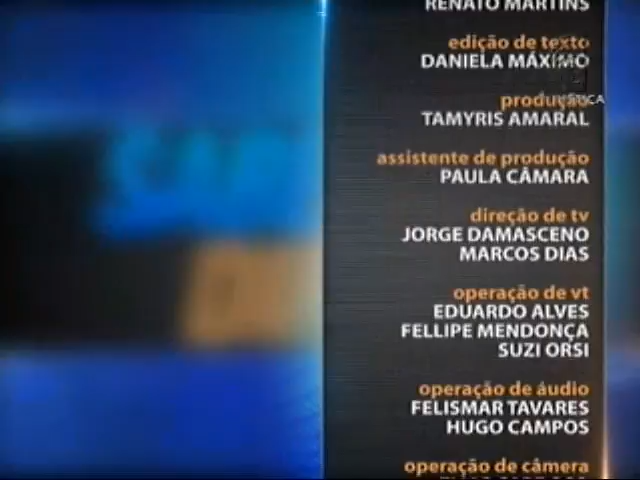 RENATO MARTINS
edição de texto
DANIELA MÁXIMO
produção
TAMYRIS AMARAL
assistente de produção
PAULA CÂMARA
direção de tv
JORGE DAMASCENO
MARCOS DIAS
operação de vt
EDUARDO ALVES
FELLIPE MENDONÇA
SUZI ORSI
operação de áudio
FELISMAR TAVARES
HUGO CAMPOS
operação de câmera